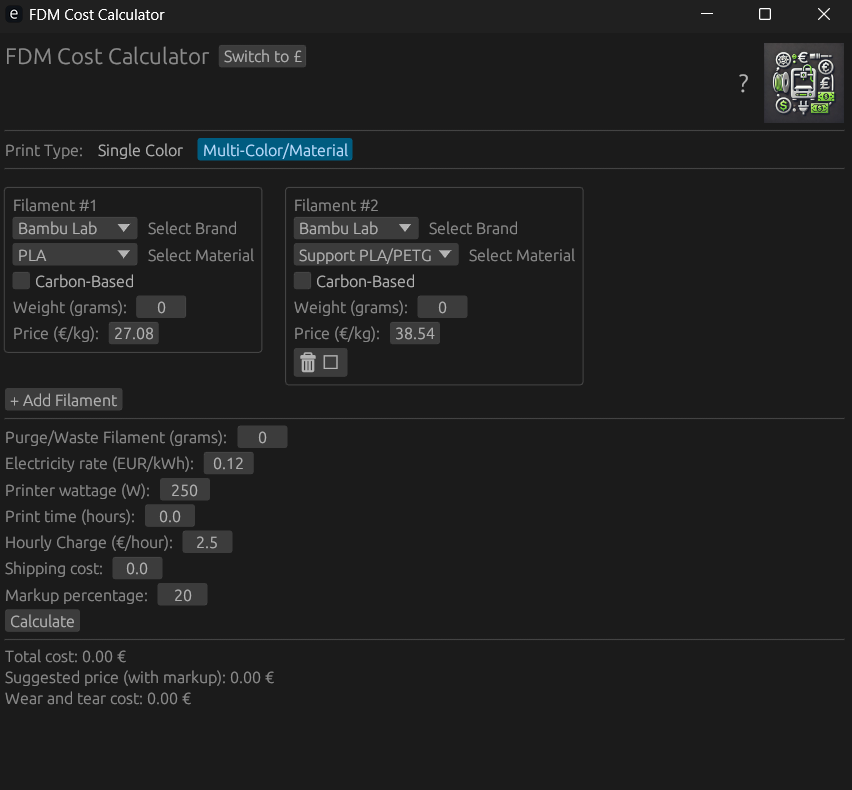 e FDM Cost Calculator
FDM Cost Calculator Switch to £
?
Print Type: Single Color Multi-Color/Material
Filament #1
Bambu Lab Select Brand
PLA Select Material
Carbon-Based
Weight (grams): 0
Price (€/kg): 27.08
Filament #2
Bambu Lab Select Brand
Support PLA/PETG Select Material
Carbon-Based
Weight (grams): 0
Price (€/kg): 38.54
+ Add Filament
Purge/Waste Filament (grams): 0
Electricity rate (EUR/kWh): 0.12
Printer wattage (W): 250
Print time (hours): 0.0
Hourly Charge (€/hour): 2.5
Shipping cost: 0.0
Markup percentage: 20
Calculate
Total cost: 0.00 €
Suggested price (with markup): 0.00 €
Wear and tear cost: 0.00 €